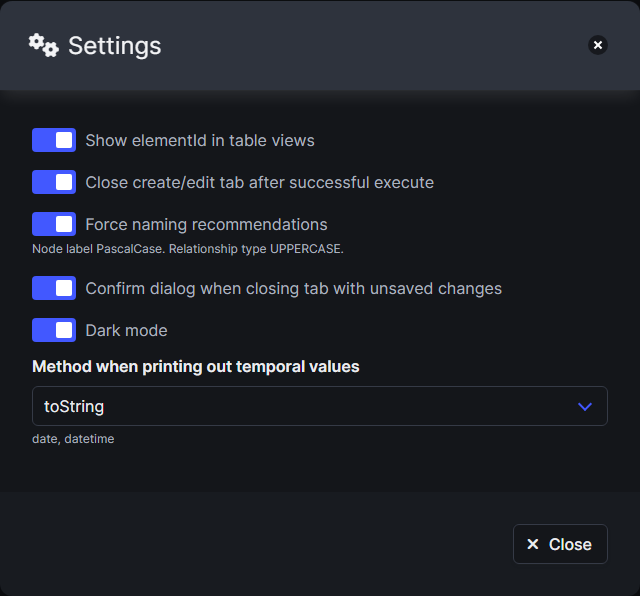 Settings
Show elementId in table views
Close create/edit tab after successful execute
Force naming recommendations
Node label PascalCase. Relationship type UPPERCASE.
Confirm dialog when closing tab with unsaved changes
Dark mode
Method when printing out temporal values
toString
date, datetime
Close